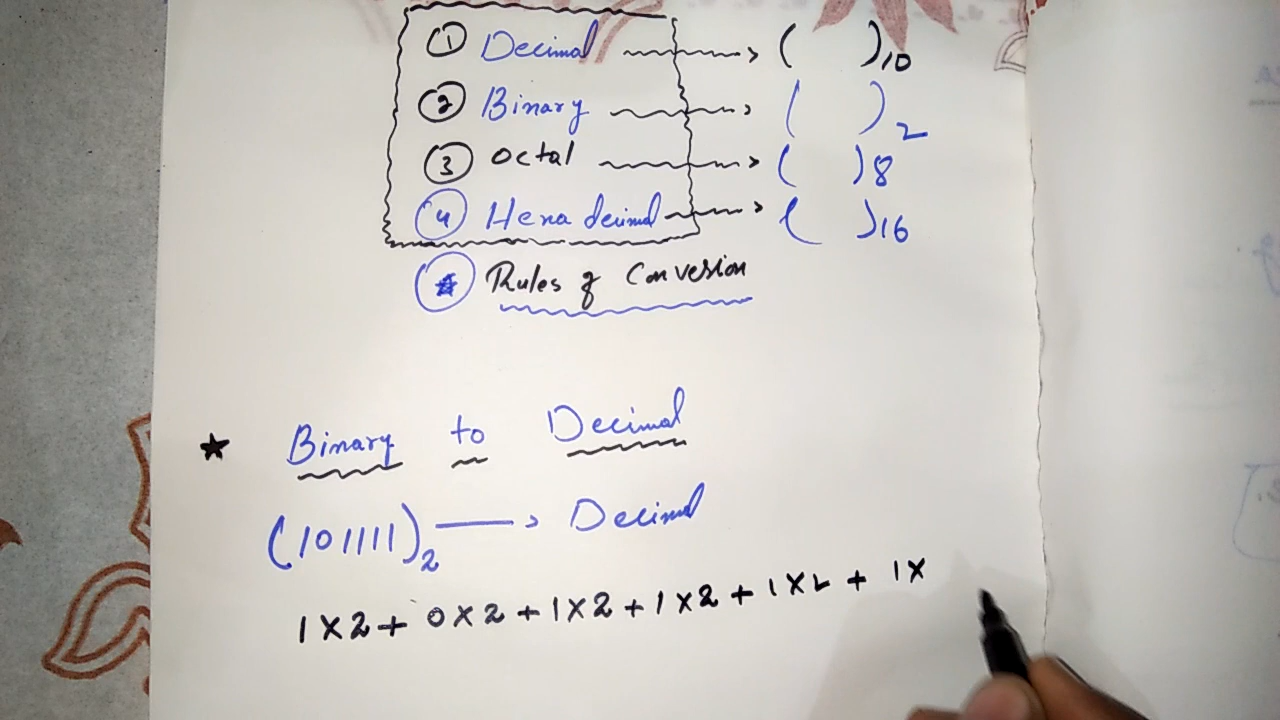 ① Decimal ⟶ ( )₁₀
② Binary ⟶ ( )₂
③ Octal ⟶ ( )₈
④ Hexa decimal ⟶ ( )₁₆
Rules of Conversion
★ Binary to Decimal
(101111)₂ ⟶ Decimal
1×2+ 0×2+1×2+1×2+1×2+ 1×